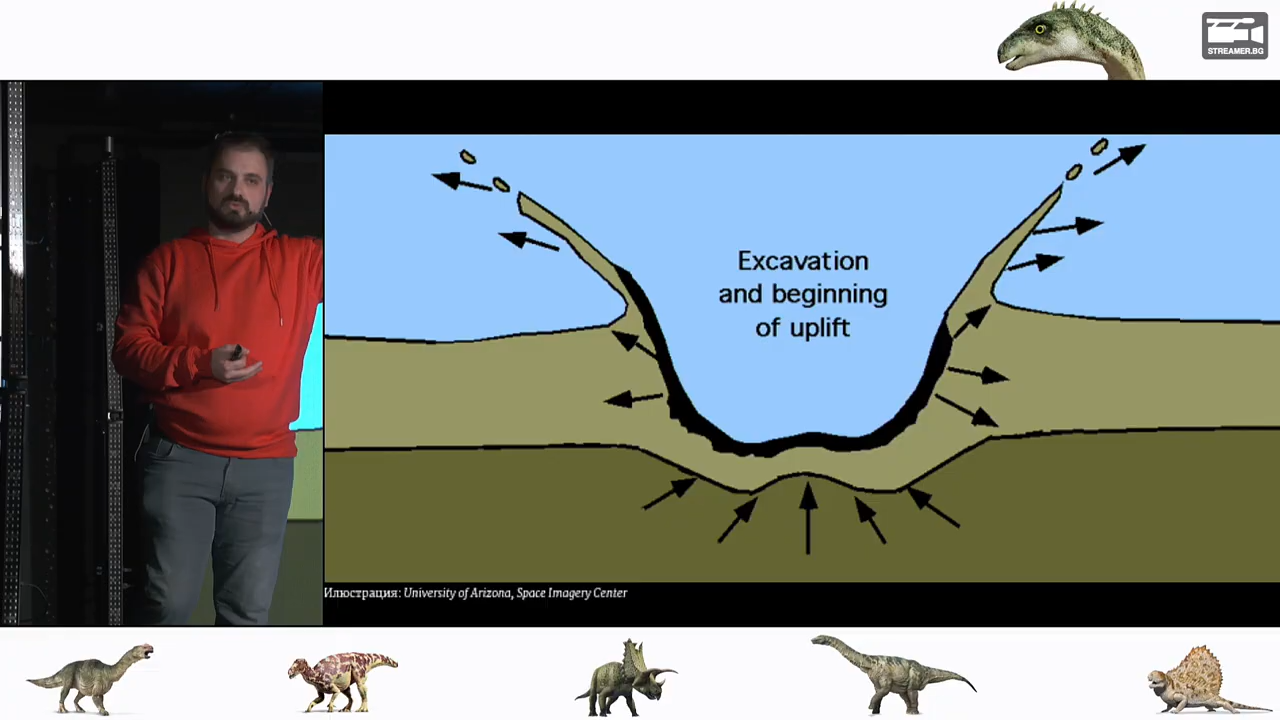 STREAMER.BG
Excavation
and beginning
of uplift
Илюстрация: University of Arizona, Space Imagery Center